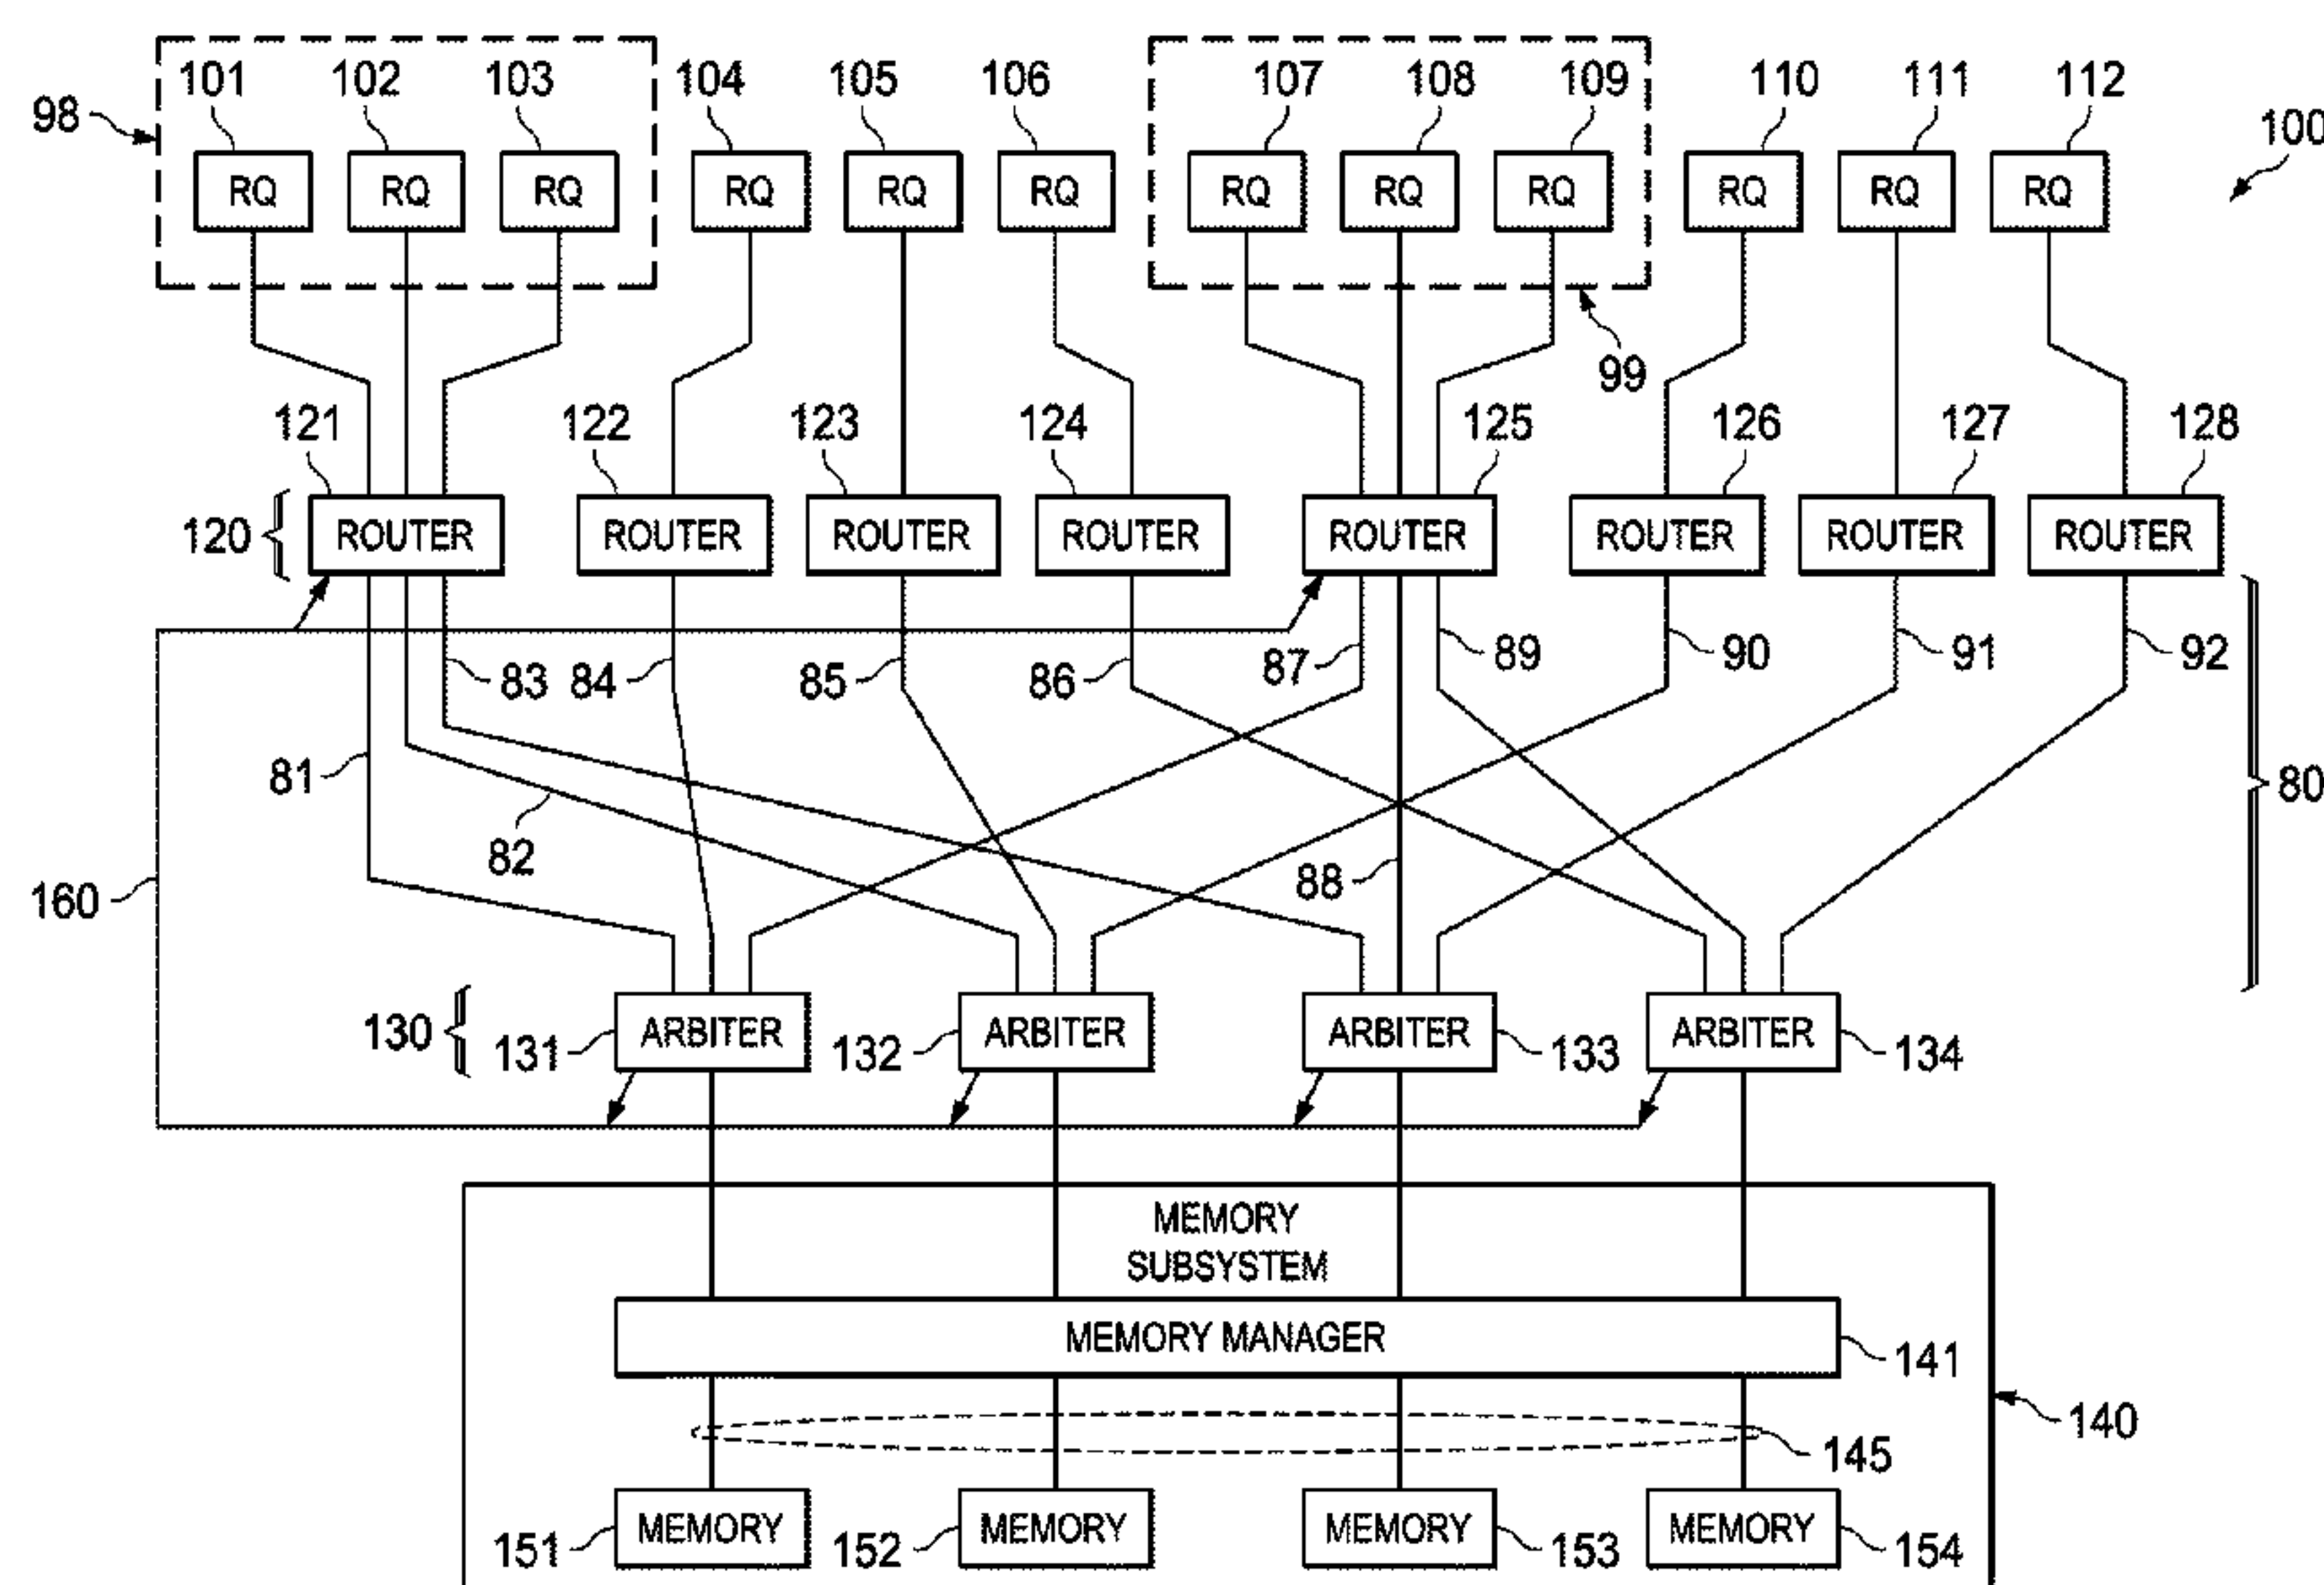 101 102 103 104 105 106 107 108 109 110 111 112
98
100
RQ RQ RQ RQ RQ RQ RQ RQ RQ RQ RQ RQ
99
121 122 123 124 125 126 127 128
120 ROUTER ROUTER ROUTER ROUTER ROUTER ROUTER ROUTER ROUTER
83 84 85 86 87 89 90 91 92
81
80
82
88
160
130 131 ARBITER 132 ARBITER ARBITER 133 ARBITER 134
MEMORY
SUBSYSTEM
MEMORY MANAGER
141
140
145
151 MEMORY 152 MEMORY MEMORY 153 MEMORY 154